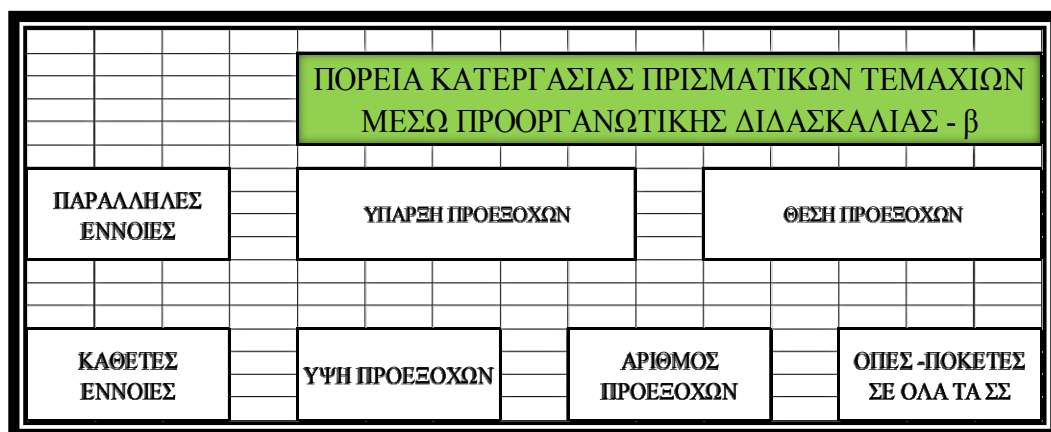 ΠΟΡΕΙΑ ΚΑΤΕΡΓΑΣΙΑΣ ΠΡΙΣΜΑΤΙΚΩΝ ΤΕΜΑΧΙΩΝ
ΜΕΣΩ ΠΡΟΟΡΓΑΝΩΤΙΚΗΣ ΔΙΔΑΣΚΑΛΙΑΣ - β
ΠΑΡΑΛΛΗΛΕΣ
ΕΝΝΟΙΕΣ
ΥΠΑΡΞΗ ΠΡΟΕΞΟΧΩΝ
ΘΕΣΗ ΠΡΟΕΞΟΧΩΝ
ΚΑΘΕΤΕΣ
ΕΝΝΟΙΕΣ
ΥΨΗ ΠΡΟΕΞΟΧΩΝ
ΑΡΙΘΜΟΣ
ΠΡΟΕΞΟΧΩΝ
ΟΠΕΣ -ΠΟΚΕΤΕΣ
ΣΕ ΟΛΑ ΤΑ ΣΣ